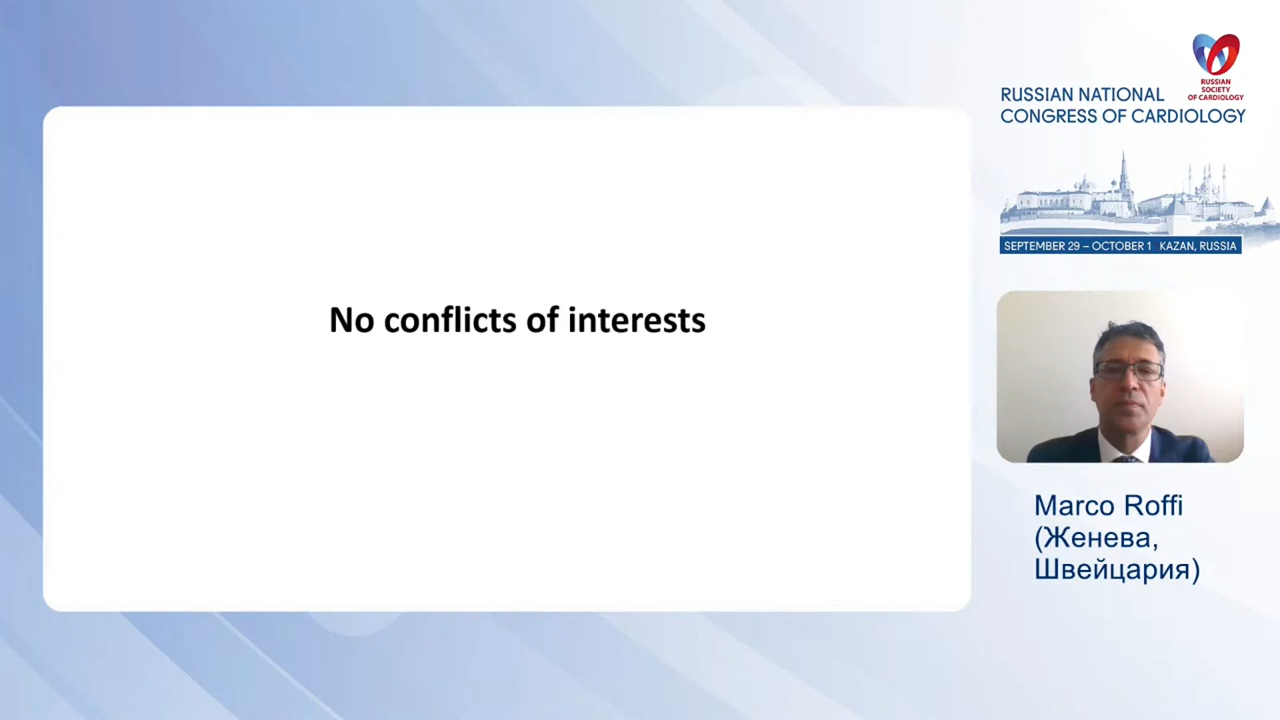 No conflicts of interests
RUSSIAN
SOCIETY
OF CARDIOLOGY
RUSSIAN NATIONAL
CONGRESS OF CARDIOLOGY
SEPTEMBER 29 – OCTOBER 1 KAZAN, RUSSIA
Marco Roffi
(Женева,
Швейцария)